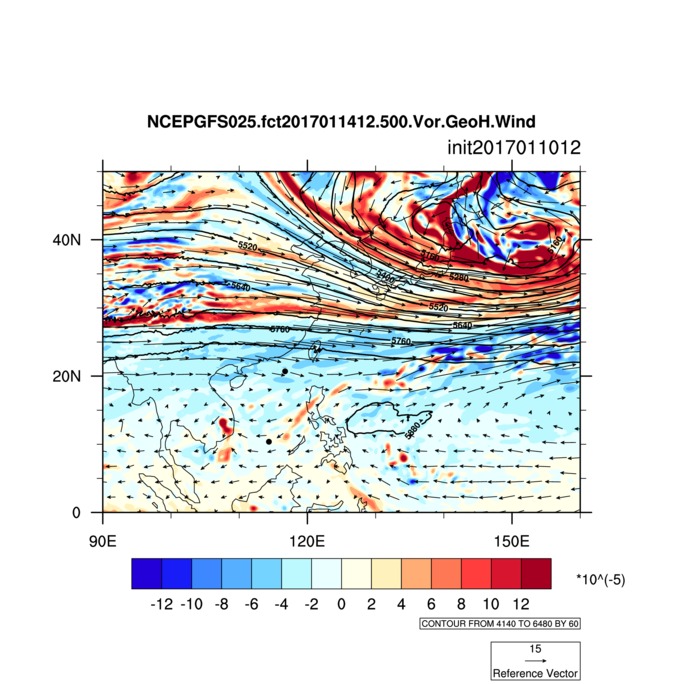 NCEPGFS025.fct2017011412.500.Vor.GeoH.Wind
init2017011012
40N
20N
0
90E 120E 150E
5520
5640
5760
5400
5160
5280
5520
5640
5760
5880
-12 -10 -8 -6 -4 -2 0 2 4 6 8 10 12
*10^(-5)
CONTOUR FROM 4140 TO 6480 BY 60
15
Reference Vector